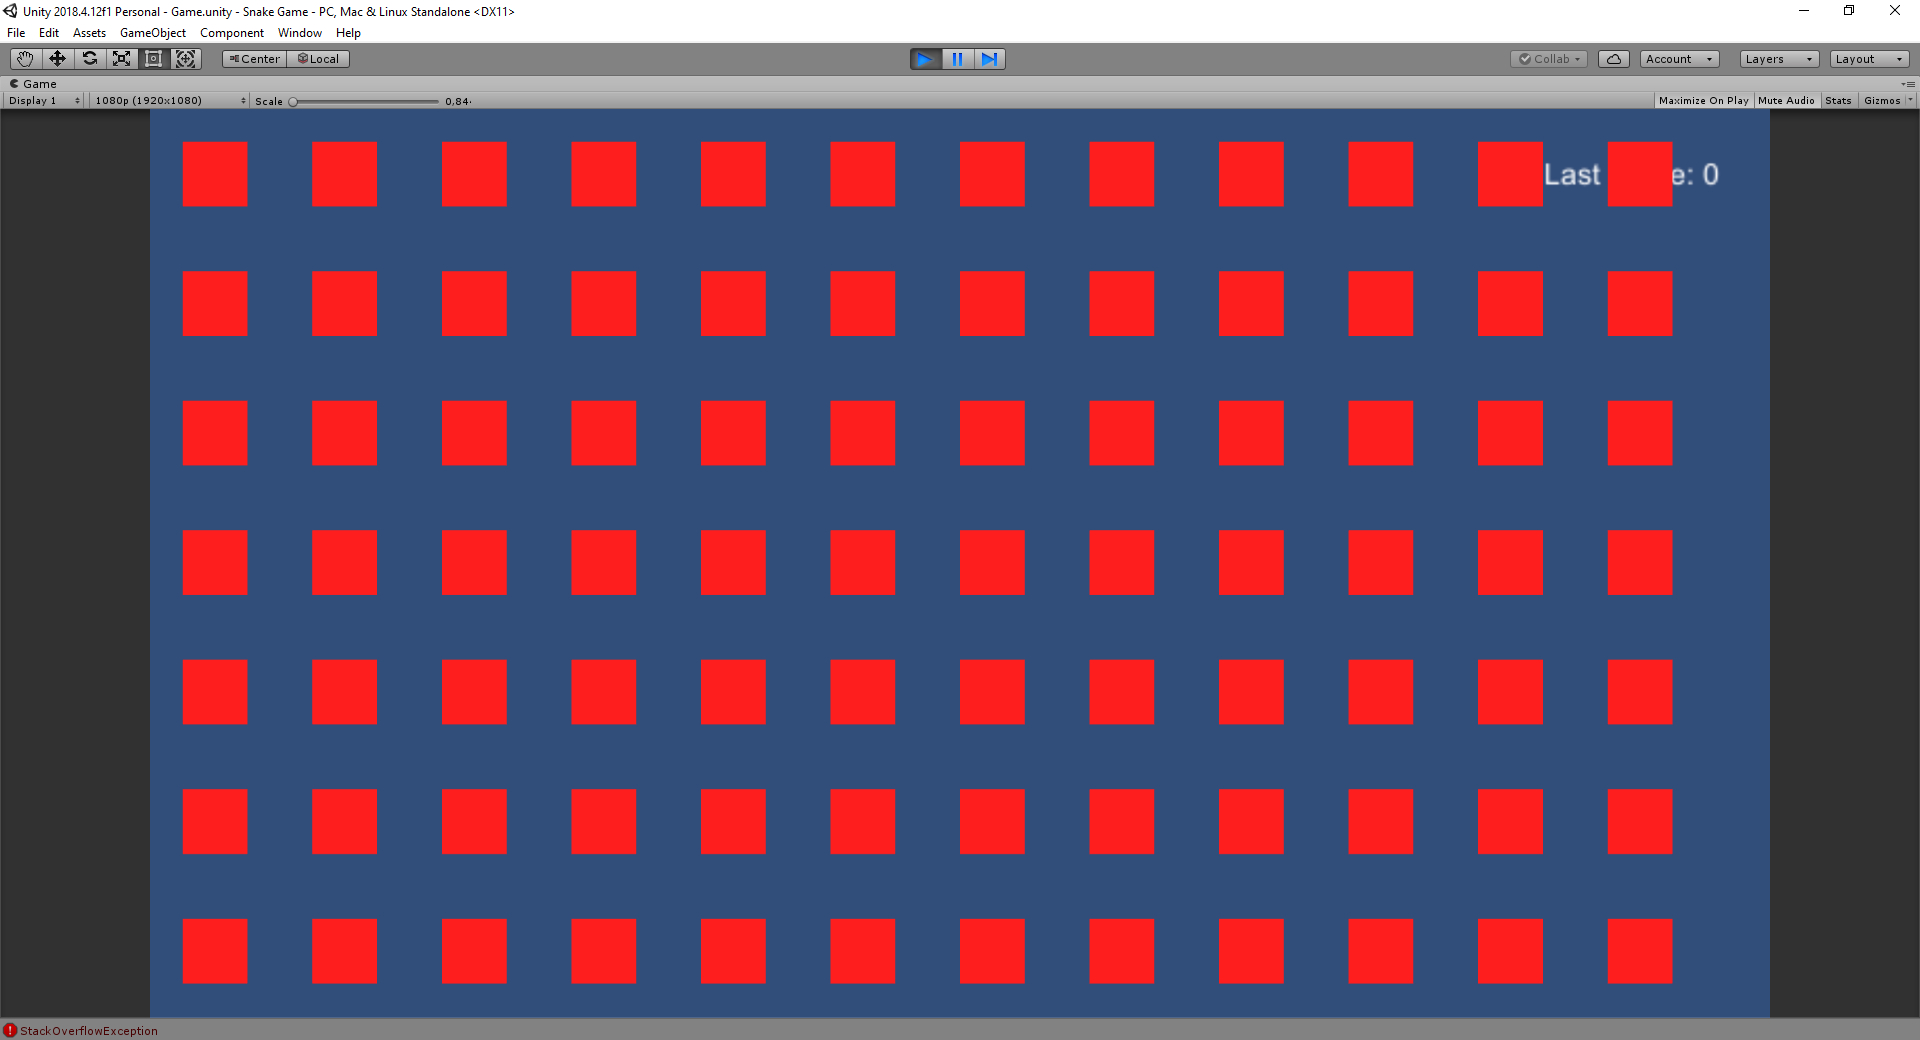 Unity 2018.4.12f1 Personal - Game.unity - Snake Game - PC, Mac & Linux Standalone <DX11>
File Edit Assets GameObject Component Window Help
Center Local Collab Account Layers Layout
Game
Display 1 1080p (1920x1080) Scale 0,84 Maximize On Play Mute Audio Stats Gizmos
Last e: 0
StackOverflowException